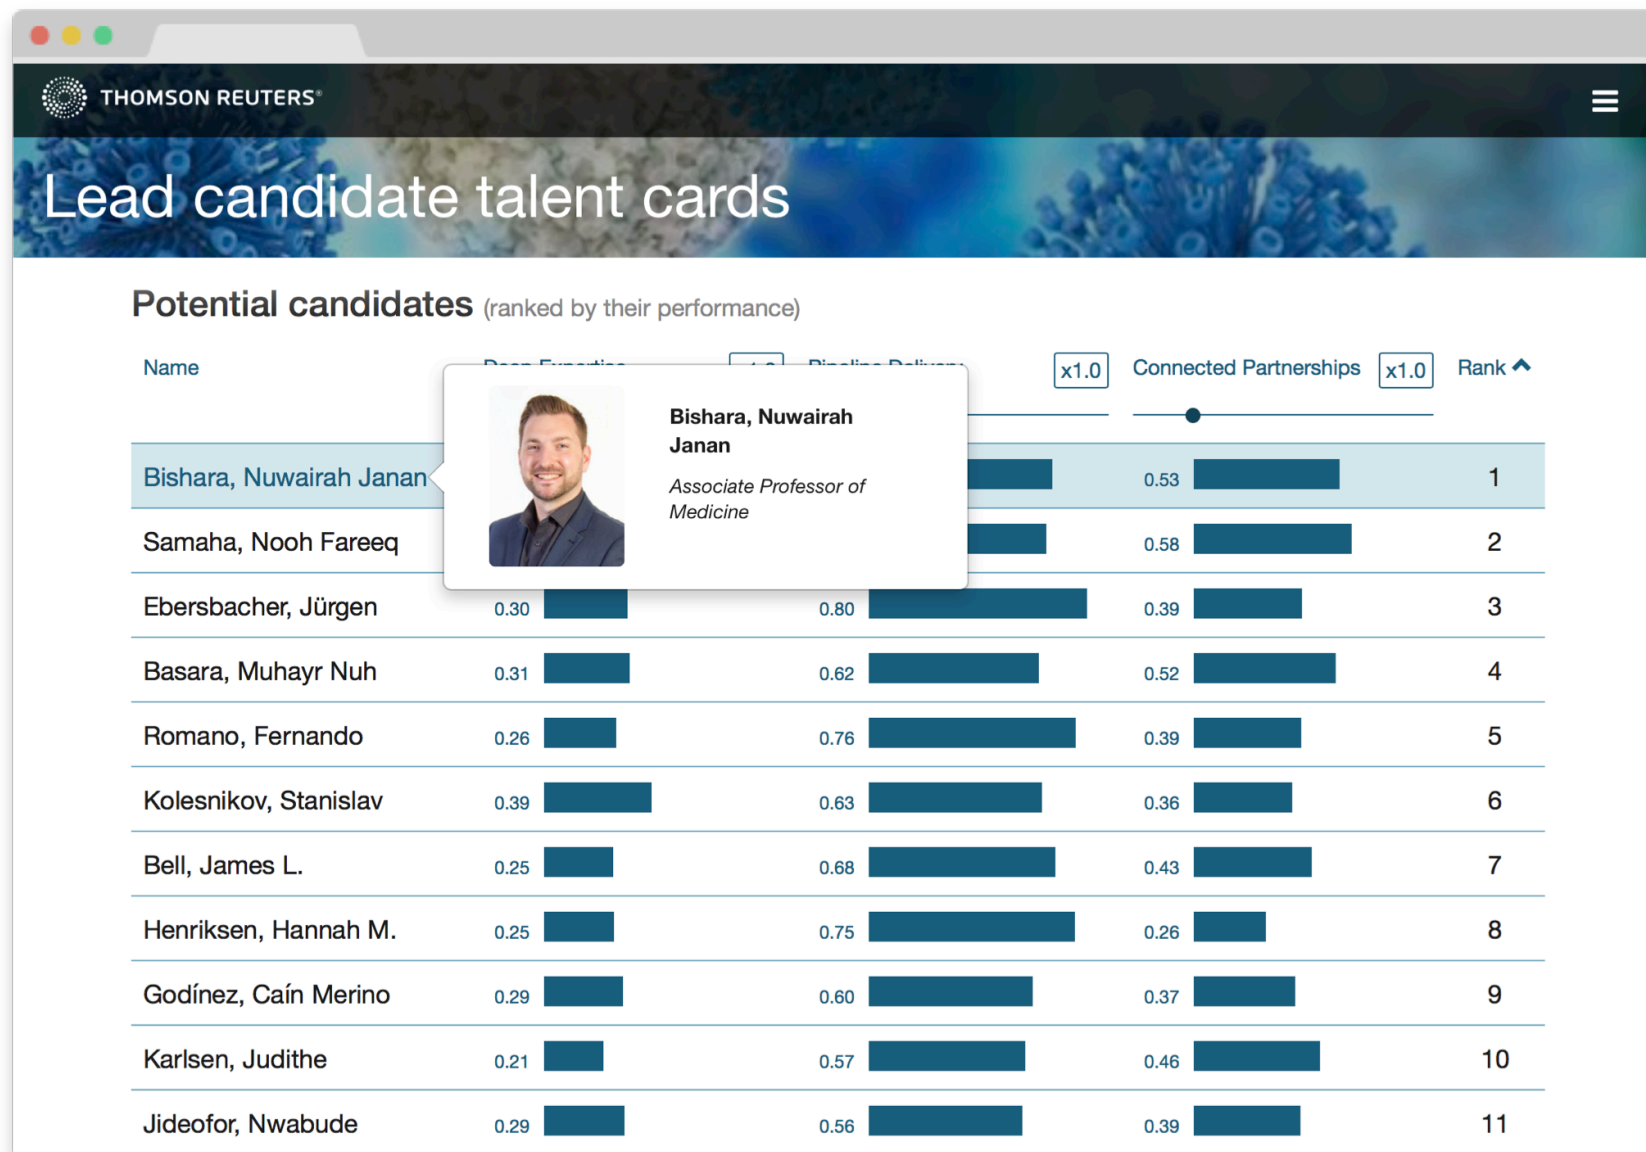 THOMSON REUTERS®
Lead candidate talent cards
Potential candidates (ranked by their performance)
Name Deep Expertise x1.0 Pipeline Delivery x1.0 Connected Partnerships x1.0 Rank
Bishara, Nuwairah Janan 0.53 1
Bishara, Nuwairah
Janan
Associate Professor of
Medicine
Samaha, Nooh Fareeq 0.58 2
Ebersbacher, Jürgen 0.30 0.80 0.39 3
Basara, Muhayr Nuh 0.31 0.62 0.52 4
Romano, Fernando 0.26 0.76 0.39 5
Kolesnikov, Stanislav 0.39 0.63 0.36 6
Bell, James L. 0.25 0.68 0.43 7
Henriksen, Hannah M. 0.25 0.75 0.26 8
Godínez, Caín Merino 0.29 0.60 0.37 9
Karlsen, Judithe 0.21 0.57 0.46 10
Jideofor, Nwabude 0.29 0.56 0.39 11